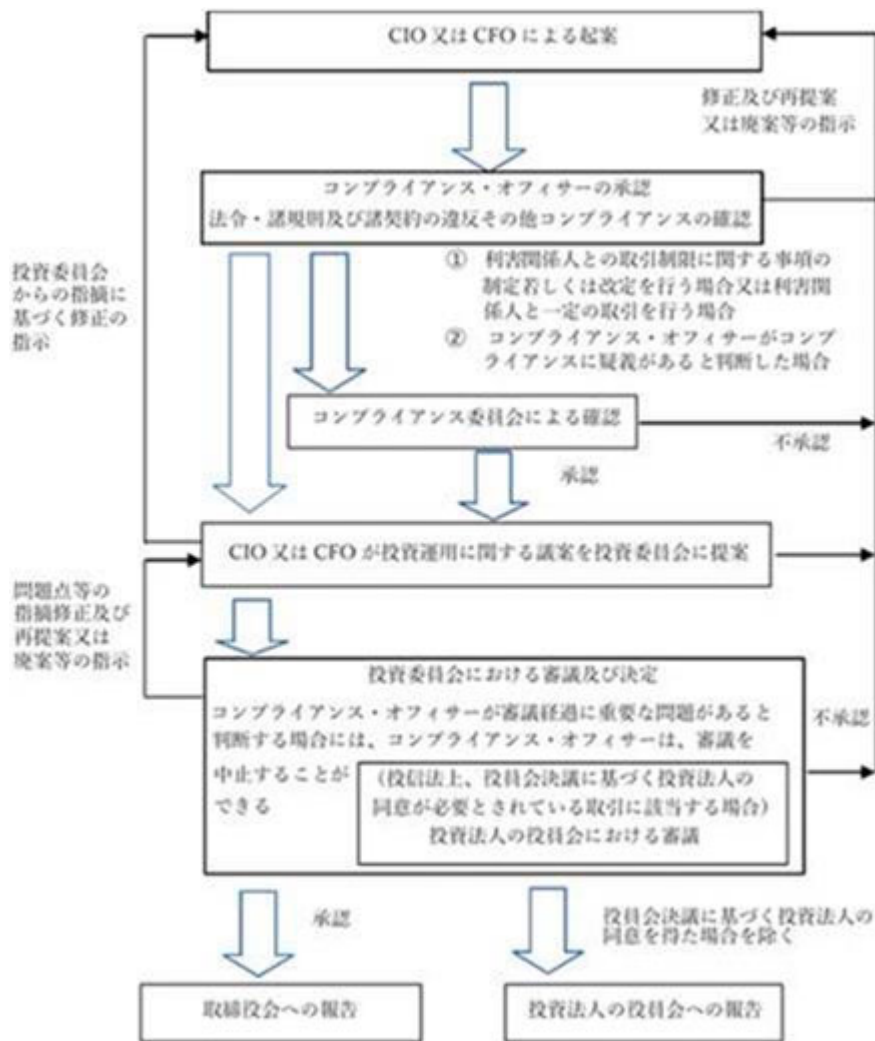 CIO 又は CFO による起案
修正及び再提案
又は廃案等の指示
コンプライアンス・オフィサーの承認
法令・諸規則及び諸契約の違反その他コンプライアンスの確認
投資委員会
からの指摘に
基づく修正の
指示
① 利害関係人との取引制限に関する事項の
制定若しくは改定を行う場合又は利害関
係人と一定の取引を行う場合
② コンプライアンス・オフィサーがコンプ
ライアンスに疑義があると判断した場合
コンプライアンス委員会による確認
不承認
承認
CIO 又は CFO が投資運用に関する議案を投資委員会に提案
問題点等の
指摘修正及び
再提案又は
廃案等の指示
投資委員会における審議及び決定
コンプライアンス・オフィサーが審議経過に重要な問題があると
判断する場合には、コンプライアンス・オフィサーは、審議を
中止することが
できる
不承認
（投信法上、役員会決議に基づく投資法人の
同意が必要とされている取引に該当する場合）
投資法人の役員会における審議
承認
役員会決議に基づく投資法人の
同意を得た場合を除く
取締役会への報告
投資法人の役員会への報告